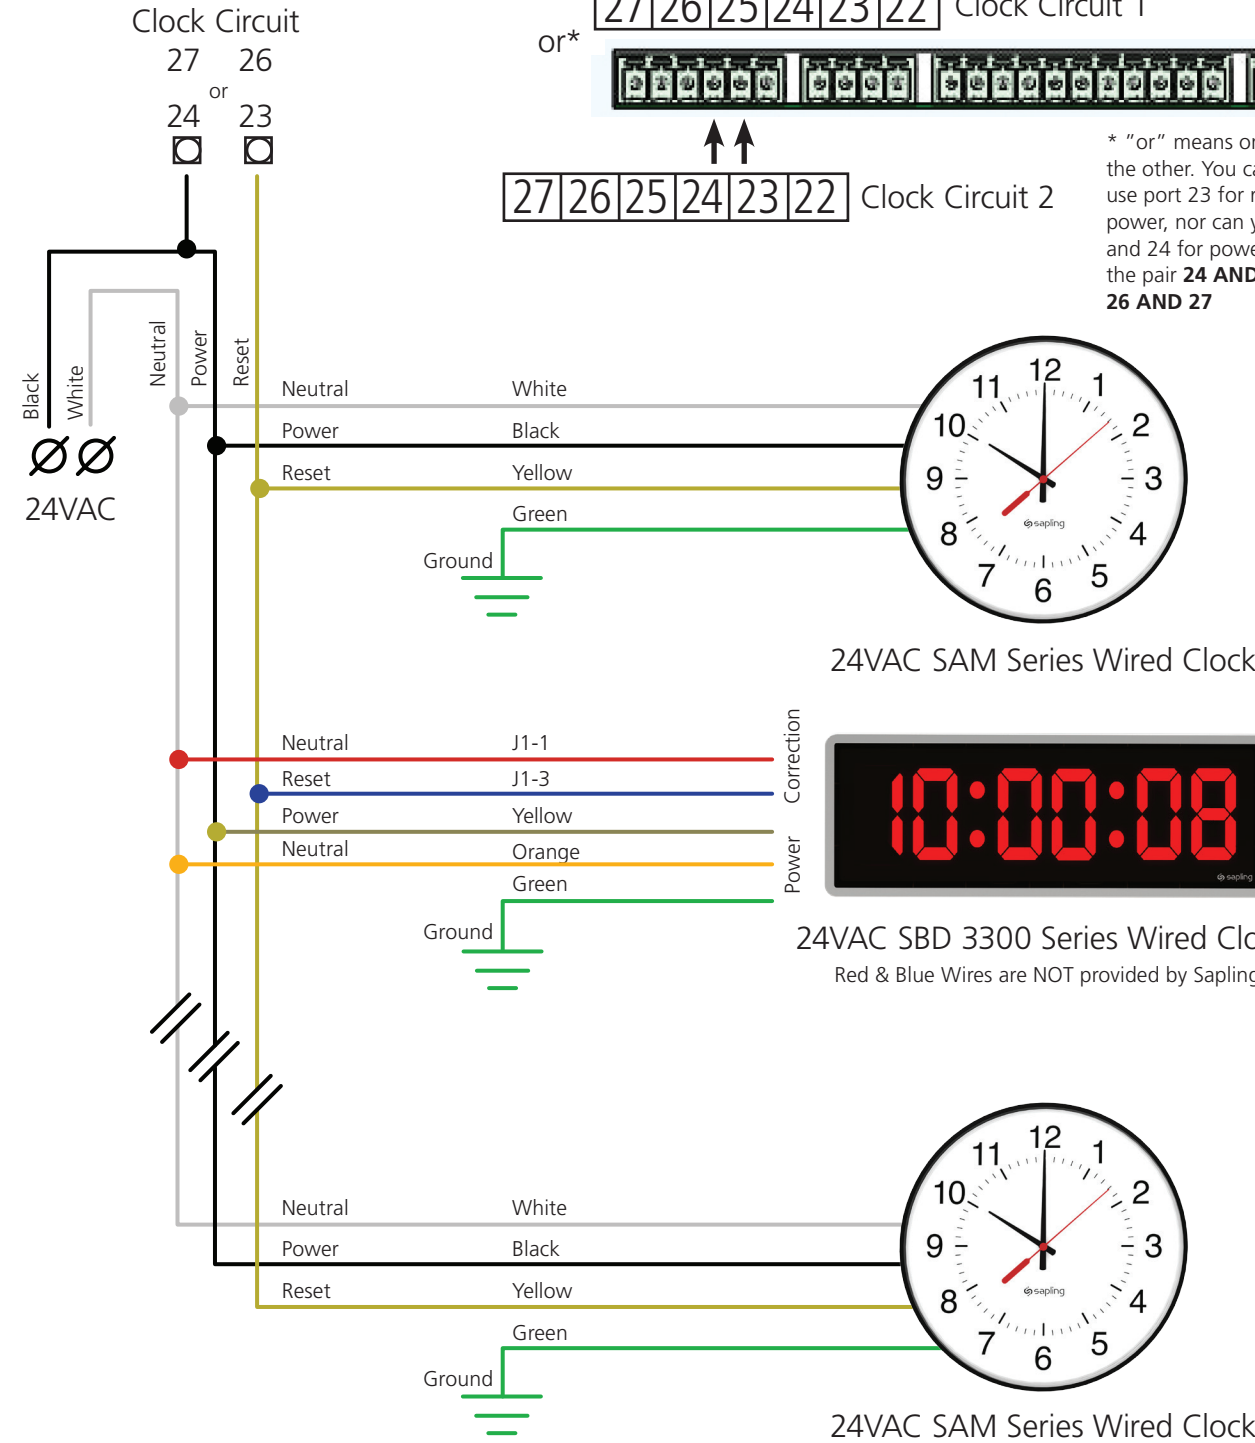 Clock Circuit
27 26
or
24 23
27 26 25 24 23 22 Clock Circuit 1
or*
27 26 25 24 23 22 Clock Circuit 2
* "or" means
the other. You
use port 23 for
power, nor can
and 24 for
the pair 24 AND
26 AND 27
Black
White
Neutral
Power
Reset
24VAC
Neutral White
Power Black
Reset Yellow
Green
Ground
12
1
2
3
4
5
6
7
8
9
10
11
sapling
24VAC SAM Series Wired Clock
Neutral J1-1
Reset J1-3
Power Yellow
Neutral Orange
Green
Ground
Correction
Power
10:00:08
sapling
24VAC SBD 3300 Series Wired
Red & Blue Wires are NOT provided by Sapling
Neutral White
Power Black
Reset Yellow
Green
Ground
12
1
2
3
4
5
6
7
8
9
10
11
sapling
24VAC SAM Series Wired Clock